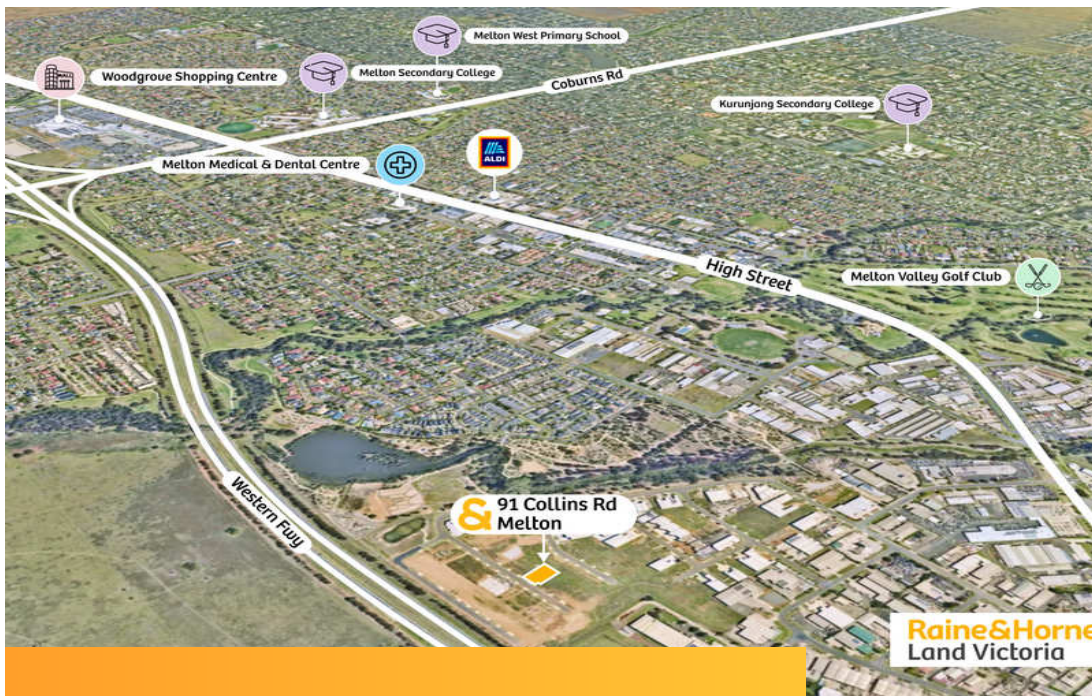 Melton West Primary School
Woodgrove Shopping Centre
MALL
Melton Secondary College
Coburns Rd
Kurunjang Secondary College
Melton Medical & Dental Centre
ALDI
High Street
Melton Valley Golf Club
Western Fwy
& 91 Collins Rd
Melton
Raine&Horne
Land Victoria